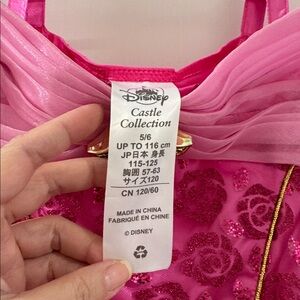 Disney
Castle
Collection
5/6
UP TO 116 cm
JP日本 身長
115-125
胸囲 57-63
サイズ120
CN 120/60
MADE IN CHINA
FABRIQUÉ EN CHINE
© DISNEY